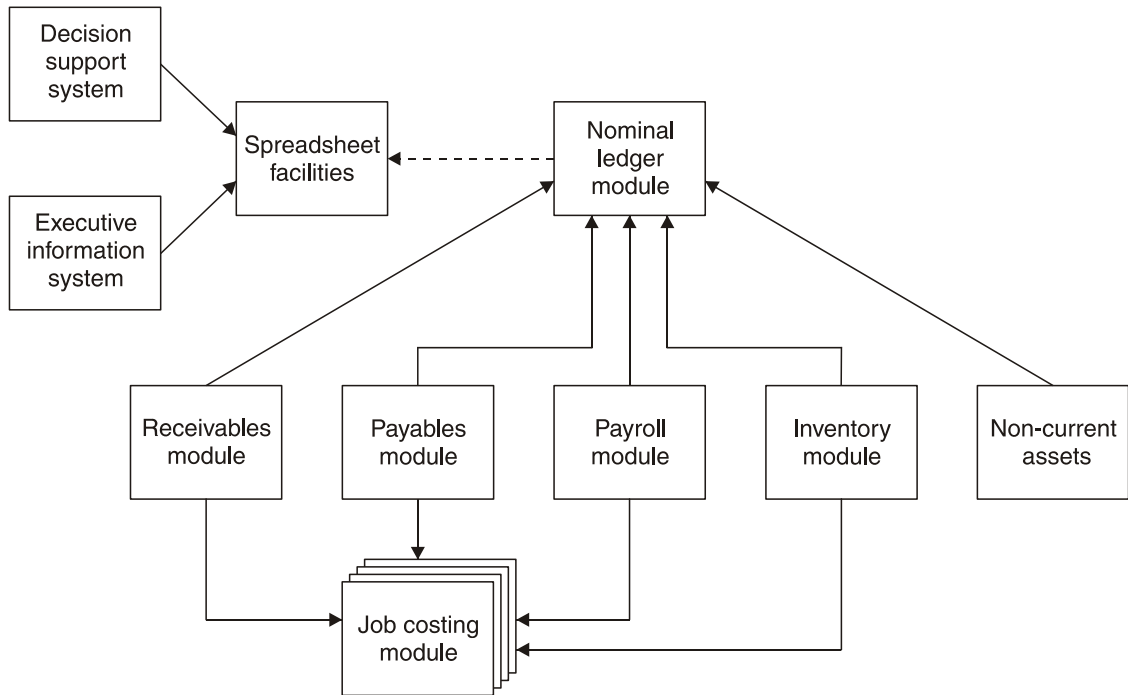 Decision
support
system
Spreadsheet
facilities
Nominal
ledger
module
Executive
information
system
Receivables
module
Payables
module
Payroll
module
Inventory
module
Non-current
assets
Job costing
module